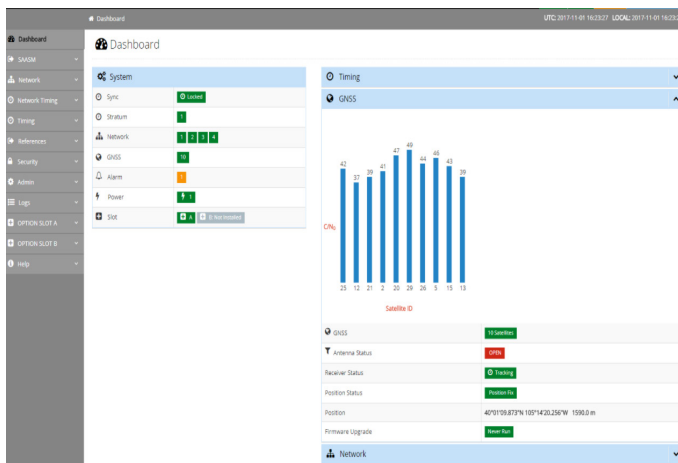 Dashboard
UTC: 2017-11-01 16:23:27 LOCAL: 2017-11-01 16:23:2
Dashboard
SAASM
Network
Network Timing
Timing
References
Security
Admin
Logs
OPTION SLOT A
OPTION SLOT B
Help
Dashboard
System
Sync Locked
Stratum 1
Network 1 2 3 4
GNSS 10
Alarm 1
Power 1
Slot A B Not Installed
Timing
GNSS
42 37 39 41 47 49 44 46 43 39
C/N0
25 12 21 2 20 29 26 5 15 13
Satellite ID
GNSS 10 Satellites
Antenna Status OPEN
Receiver Status Tracking
Position Status Position Fix
Position 40°01'09.873"N 105°14'20.256"W 1590.0 m
Firmware Upgrade Never Run
Network